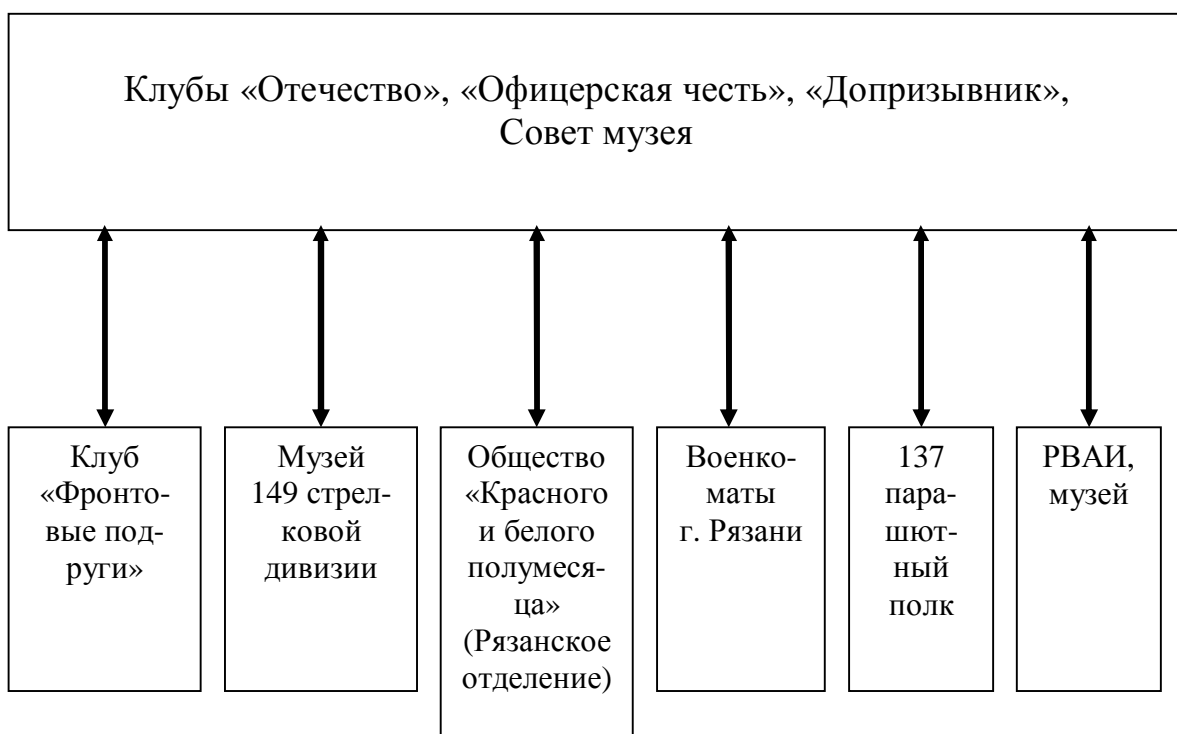 Клубы «Отечество», «Офицерская честь», «Допризывник»,
Совет музея
Клуб
«Фронто-
вые под-
руги»
Музей
149 стрел-
ковой
дивизии
Общество
«Красного
и белого
полумеся-
ца»
(Рязанское
отделение)
Военко-
маты
г. Рязани
137
пара-
шют-
ный
полк
РВАИ,
музей